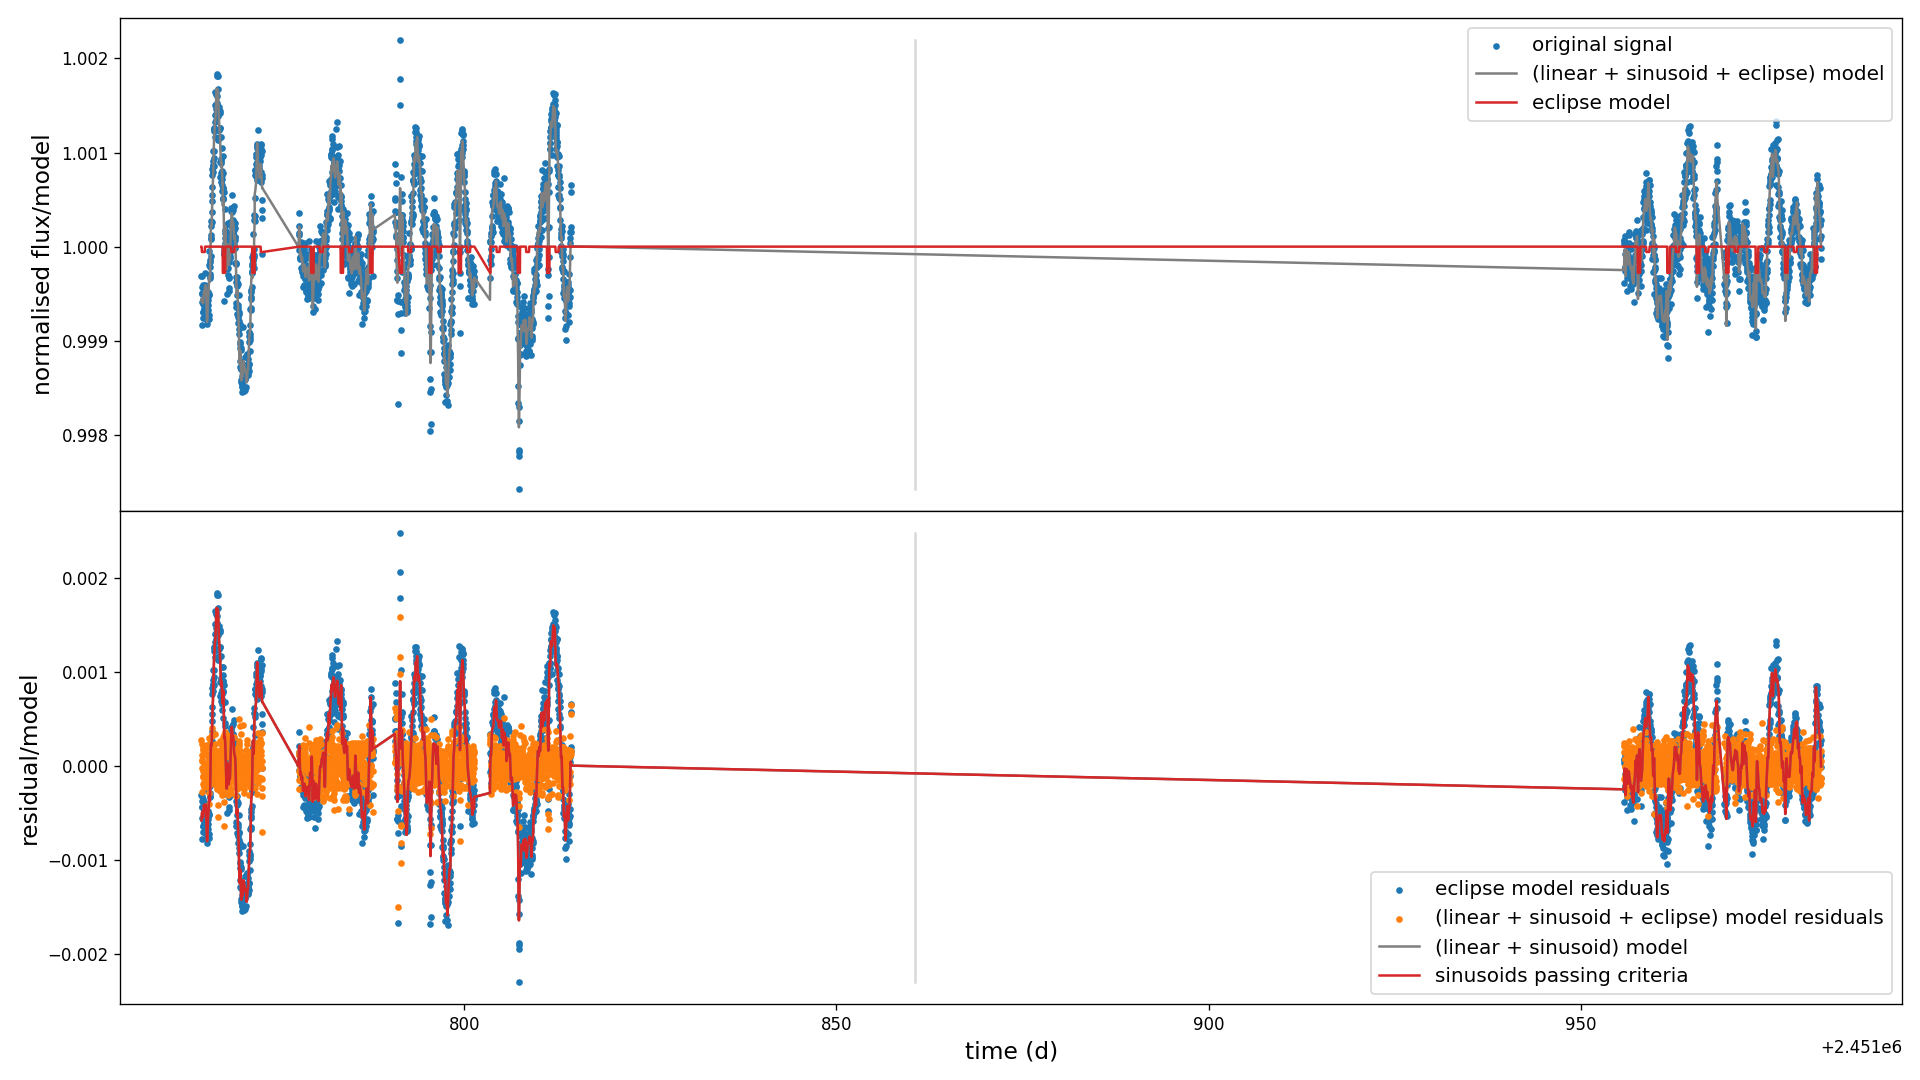 1.002
1.001
1.000
0.999
0.998
normalised flux/model
original signal
(linear + sinusoid + eclipse) model
eclipse model
0.002
0.001
0.000
−0.001
−0.002
residual/model
eclipse model residuals
(linear + sinusoid + eclipse) model residuals
(linear + sinusoid) model
sinusoids passing criteria
800
850
900
950
time (d)
+2.451e6